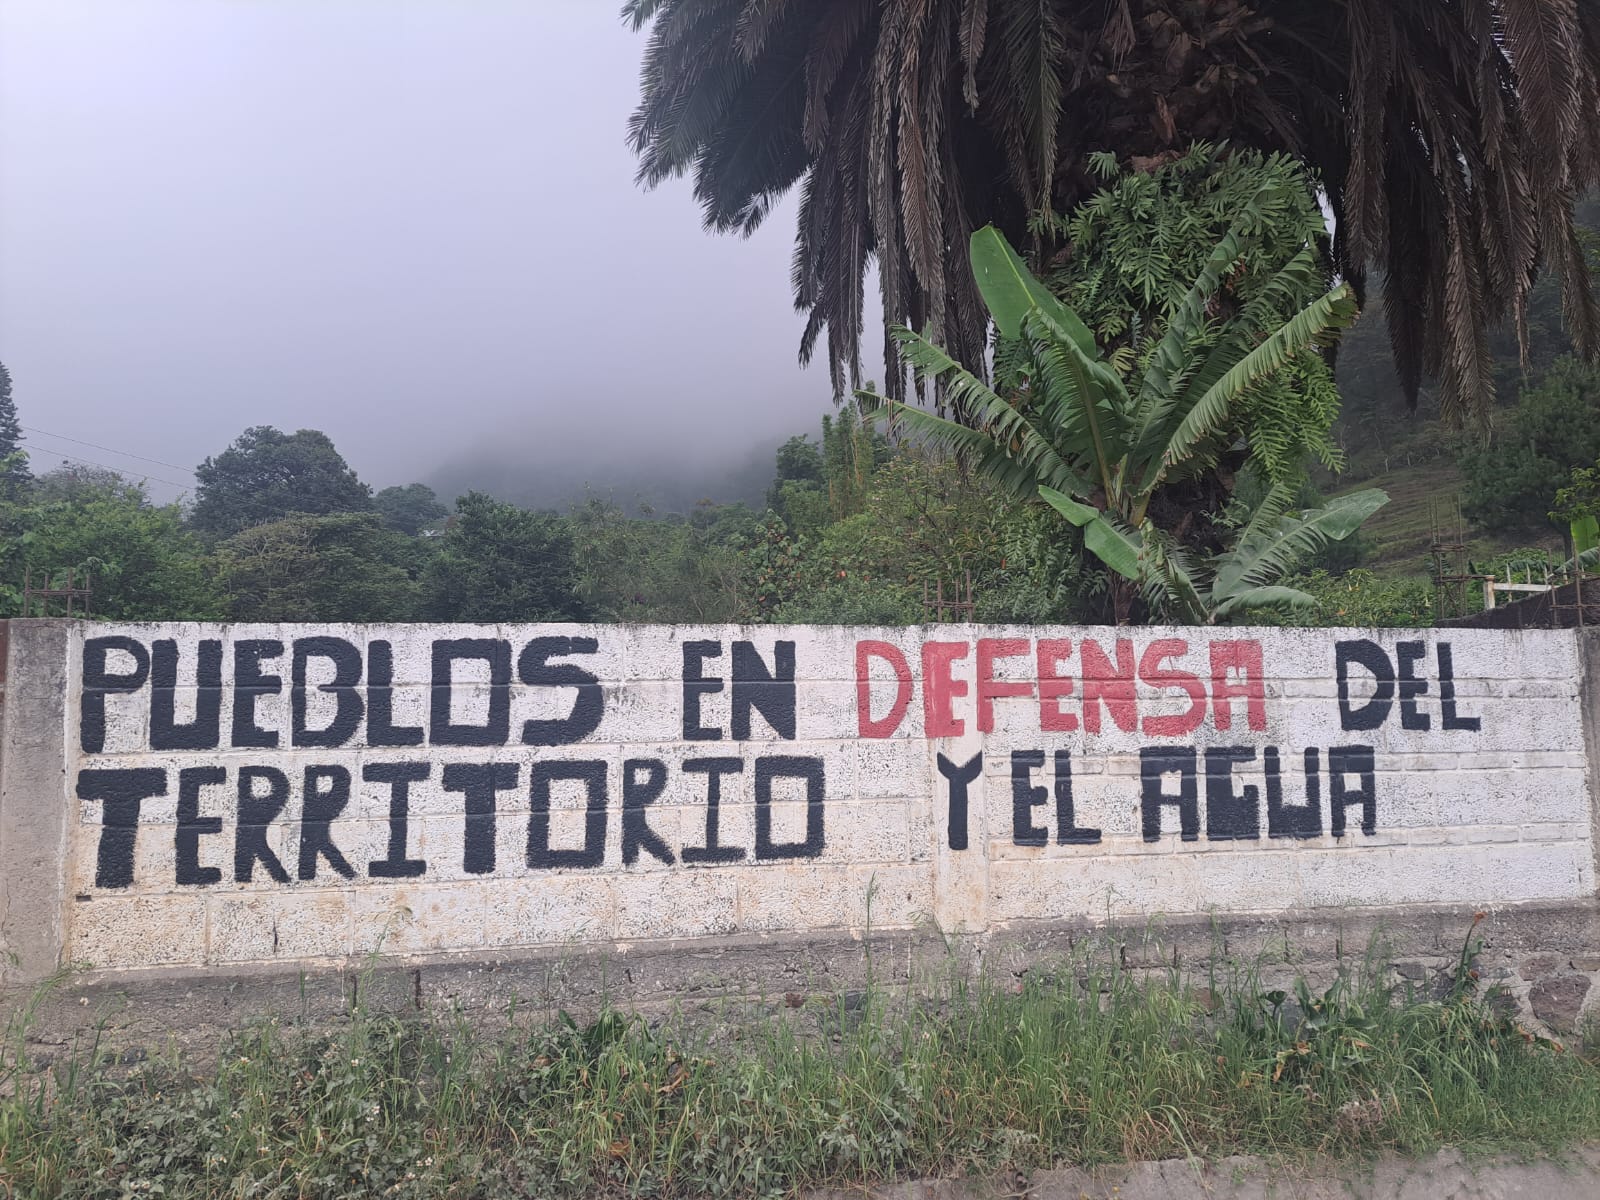 PUEBLOS EN DEFENSA DEL
TERRITORIO Y EL AGUA